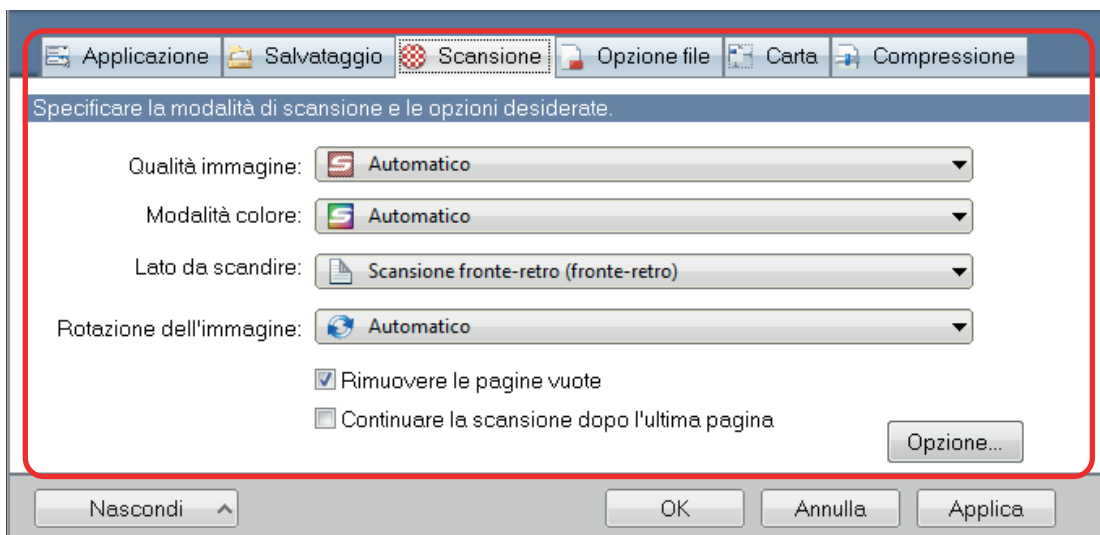 Applicazione Salvataggio Scansione Opzione file Carta Compressione
Specificare la modalità di scansione e le opzioni desiderate.
Qualità immagine: Automatico
Modalità colore: Automatico
Lato da scandire: Scansione fronte-retro (fronte-retro)
Rotazione dell'immagine: Automatico
Rimuovere le pagine vuote
Continuare la scansione dopo l'ultima pagina
Opzione...
Nascondi OK Annulla Applica